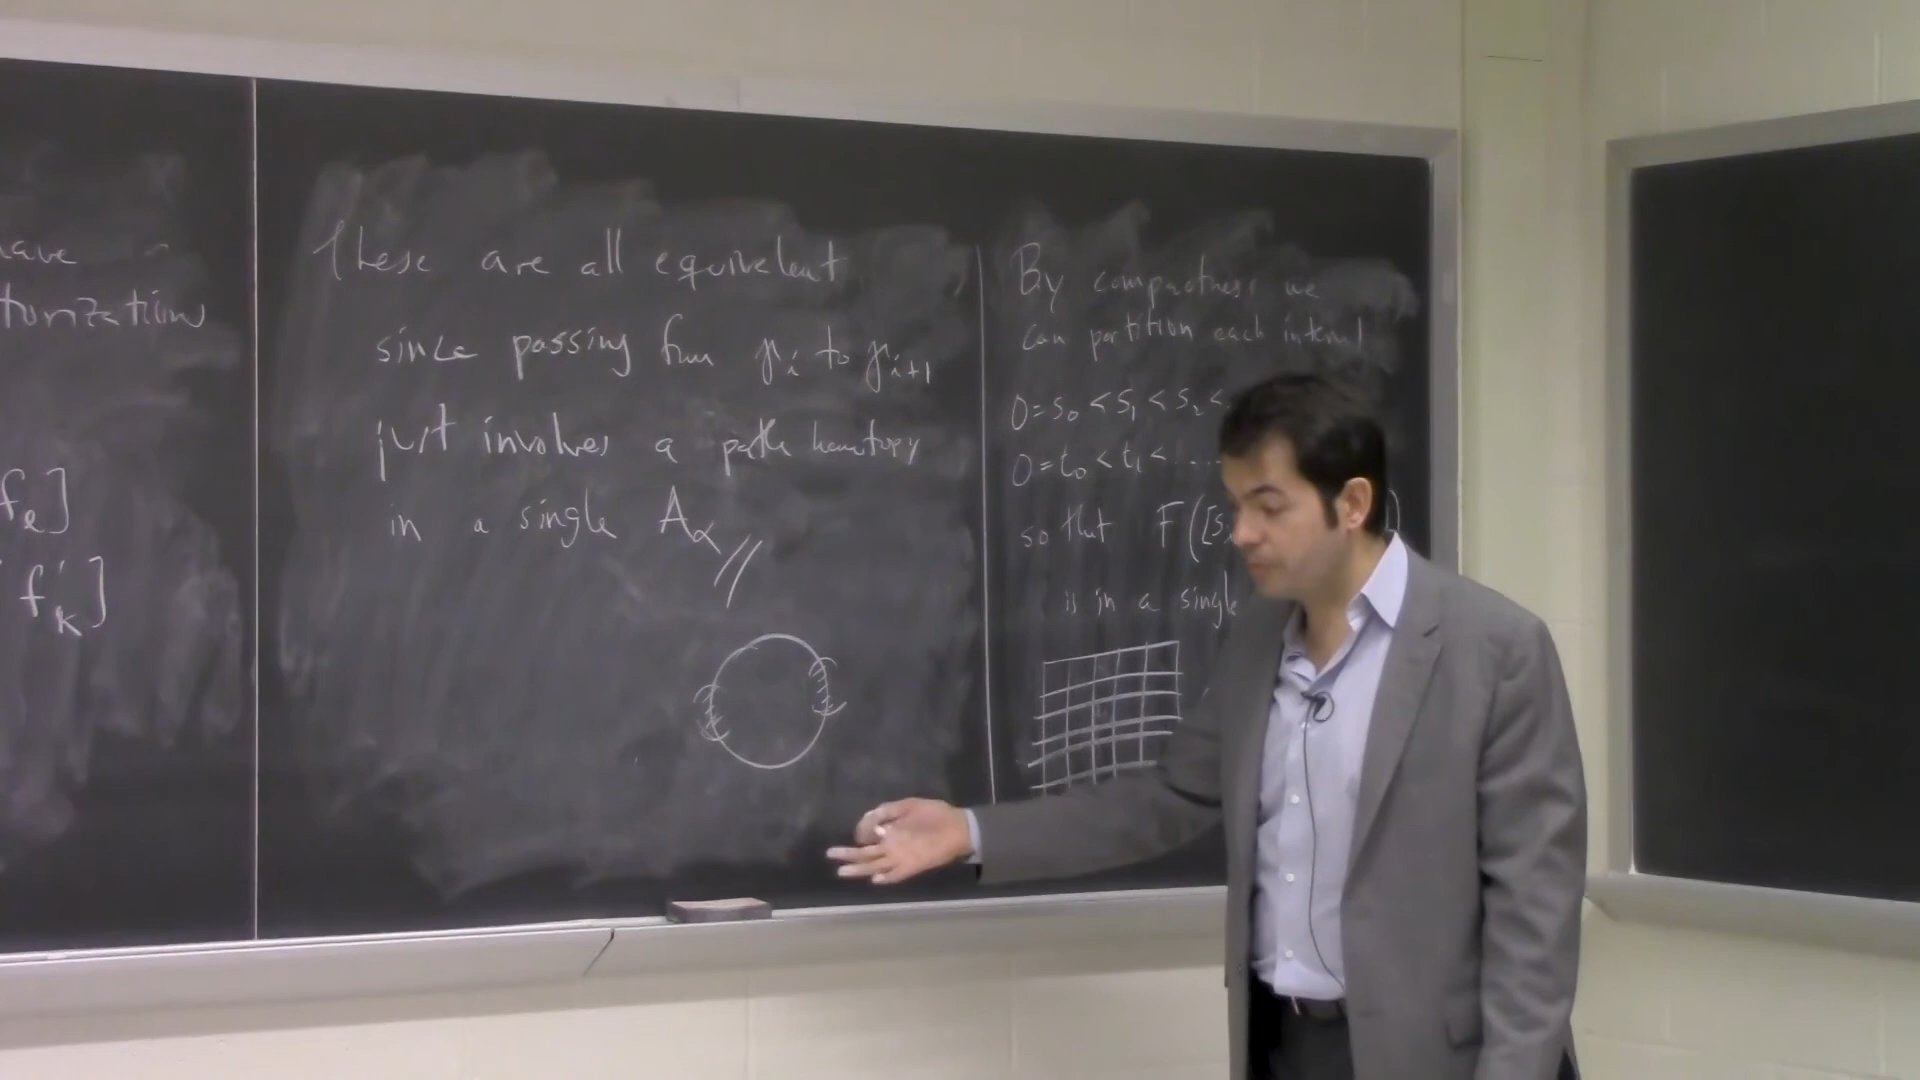 have
torization
f_ℓ]
f'_k]
These are all equivalent
since passing from γ_i to γ_{i+1}
just involves a path homotopy
in a single A_α //
By compactness we
can partition each interval
0=s_0<s_1<s_2<
0=t_0<t_1<....
so that F([s
is in a single